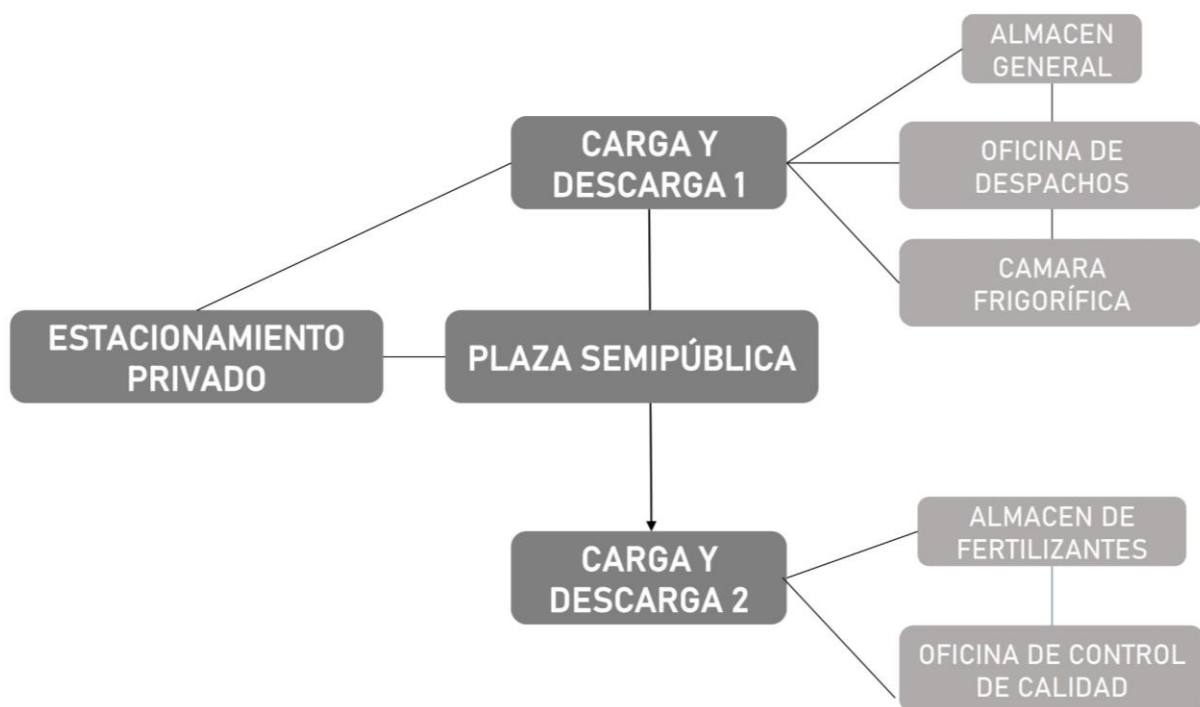 ALMACEN
GENERAL
CARGA Y
DESCARGA 1
OFICINA DE
DESPACHOS
CAMARA
FRIGORÍFICA
ESTACIONAMIENTO
PRIVADO
PLAZA SEMIPÚBLICA
ALMACEN DE
FERTILIZANTES
CARGA Y
DESCARGA 2
OFICINA DE CONTROL
DE CALIDAD